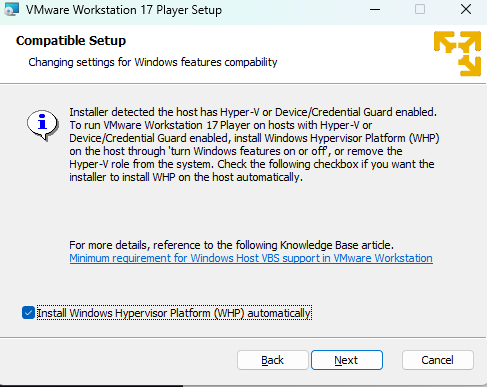 VMware Workstation 17 Player Setup
Compatible Setup
Changing settings for Windows features compability
Installer detected the host has Hyper-V or Device/Credential Guard enabled.
To run VMware Workstation 17 Player on hosts with Hyper-V or
Device/Credential Guard enabled, install Windows Hypervisor Platform (WHP)
on the host through 'turn Windows features on or off', or remove the
Hyper-V role from the system. Check the following checkbox if you want the
installer to install WHP on the host automatically.
For more details, reference to the following Knowledge Base article.
Minimum requirement for Windows Host VBS support in VMware Workstation
Install Windows Hypervisor Platform (WHP) automatically
Back
Next
Cancel